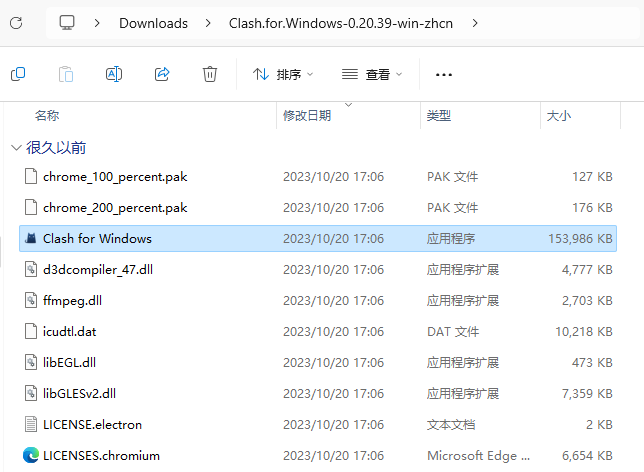 Downloads Clash.for.Windows-0.20.39-win-zhcn
排序 查看
名称 修改日期 类型 大小
很久以前
chrome_100_percent.pak 2023/10/20 17:06 PAK 文件 127 KB
chrome_200_percent.pak 2023/10/20 17:06 PAK 文件 176 KB
Clash for Windows 2023/10/20 17:06 应用程序 153,986 KB
d3dcompiler_47.dll 2023/10/20 17:06 应用程序扩展 4,777 KB
ffmpeg.dll 2023/10/20 17:06 应用程序扩展 2,703 KB
icudtl.dat 2023/10/20 17:06 DAT 文件 10,218 KB
libEGL.dll 2023/10/20 17:06 应用程序扩展 473 KB
libGLESv2.dll 2023/10/20 17:06 应用程序扩展 7,359 KB
LICENSE.electron 2023/10/20 17:06 文本文档 2 KB
LICENSES.chromium 2023/10/20 17:06 Microsoft Edge ... 6,654 KB